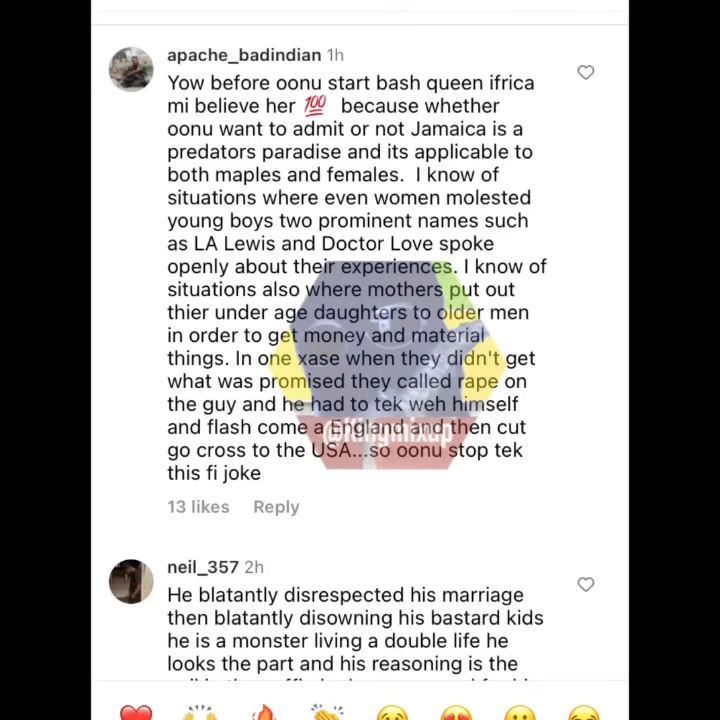 apache_badindian 1h
Yow before oonu start bash queen ifrica
mi believe her 💯 because whether
oonu want to admit or not Jamaica is a
predators paradise and its applicable to
both maples and females. I know of
situations where even women molested
young boys two prominent names such
as LA Lewis and Doctor Love spoke
openly about their experiences. I know of
situations also where mothers put out
thier under age daughters to older men
in order to get money and material
things. In one xase when they didn't get
what was promised they called rape on
the guy and he had to tek weh himself
and flash come a England and then cut
go cross to the USA...so oonu stop tek
this fi joke
@Kingmixup
13 likes Reply
neil_357 2h
He blatantly disrespected his marriage
then blatantly disowning his bastard kids
he is a monster living a double life he
looks the part and his reasoning is the